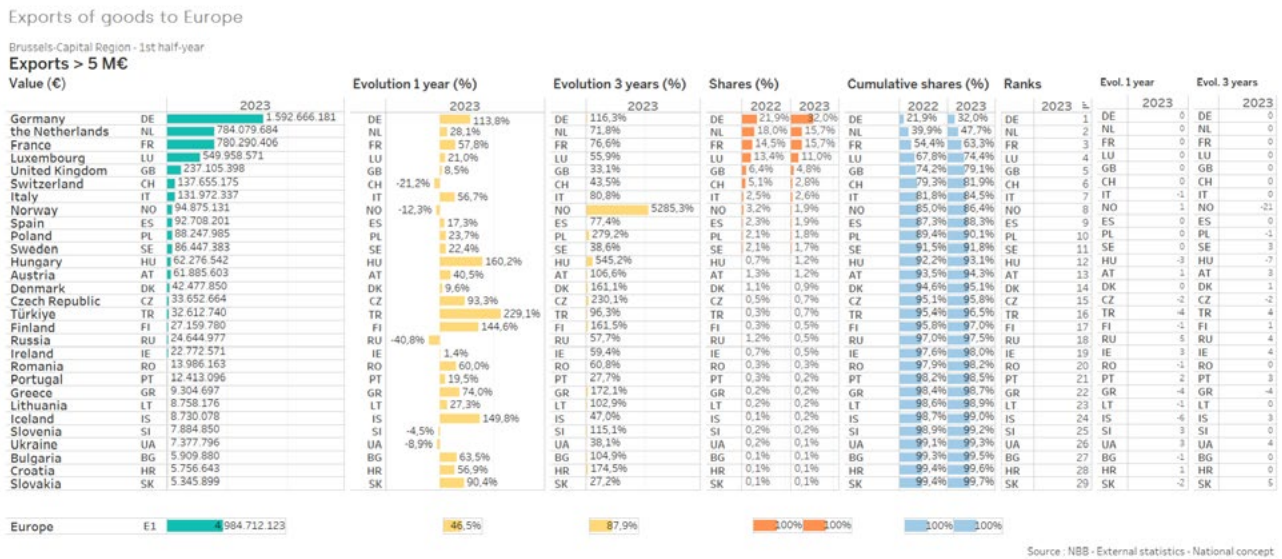 Exports of goods to Europe
Brussels-Capital Region - 1st half-year
Exports > 5 M€
Value (€) Evolution 1 year (%) Evolution 3 years (%) Shares (%) Cumulative shares (%) Ranks Evol. 1 year Evol. 3 years
2023 2023 2023 2022 2023 2022 2023 2023 2023 2023
Germany DE 1.592.666.181 DE 113,8% DE 116,3% DE 21,9% 32,0% DE 21,9% 32,0% DE 1 DE 0 DE 0
the Netherlands NL 784.079.684 NL 28,1% NL 71,8% NL 18,0% 15,7% NL 39,9% 47,7% NL 2 NL 0 NL 0
France FR 780.290.406 FR 57,8% FR 76,6% FR 14,5% 15,7% FR 54,4% 63,3% FR 3 FR 0 FR 0
Luxembourg LU 549.958.571 LU 21,0% LU 55,9% LU 13,4% 11,0% LU 67,8% 74,4% LU 4 LU 0 LU 0
United Kingdom GB 237.105.398 GB 8,5% GB 33,1% GB 6,4% 4,8% GB 74,2% 79,1% GB 5 GB 0 GB 0
Switzerland CH 137.655.175 CH -21,2% CH 43,5% CH 5,1% 2,8% CH 79,3% 81,9% CH 6 CH 0 CH 0
Italy IT 131.972.337 IT 56,7% IT 80,8% IT 2,5% 2,6% IT 81,8% 84,5% IT 7 IT -1 IT 0
Norway NO 94.875.131 NO -12,3% NO 5285,3% NO 3,2% 1,9% NO 85,0% 86,4% NO 8 NO 1 NO -21
Spain ES 92.708.201 ES 17,3% ES 77,4% ES 2,3% 1,9% ES 87,3% 88,3% ES 9 ES 0 ES 0
Poland PL 88.247.985 PL 23,7% PL 279,2% PL 2,1% 1,8% PL 89,4% 90,1% PL 10 PL 0 PL -1
Sweden SE 86.447.383 SE 22,4% SE 38,6% SE 2,1% 1,7% SE 91,5% 91,8% SE 11 SE 0 SE 3
Hungary HU 62.276.542 HU 160,2% HU 545,2% HU 0,7% 1,2% HU 92,2% 93,1% HU 12 HU -3 HU -7
Austria AT 61.885.603 AT 40,5% AT 106,6% AT 1,3% 1,2% AT 93,5% 94,3% AT 13 AT 1 AT 3
Denmark DK 42.477.850 DK 9,6% DK 161,1% DK 1,1% 0,9% DK 94,6% 95,1% DK 14 DK 0 DK 1
Czech Republic CZ 33.652.664 CZ 93,3% CZ 230,1% CZ 0,5% 0,7% CZ 95,1% 95,8% CZ 15 CZ -2 CZ -2
Türkiye TR 32.612.740 TR 229,1% TR 96,3% TR 0,3% 0,7% TR 95,4% 96,5% TR 16 TR -4 TR 4
Finland FI 27.159.780 FI 144,6% FI 161,5% FI 0,3% 0,5% FI 95,8% 97,0% FI 17 FI -1 FI 1
Russia RU 24.644.977 RU -40,8% RU 57,7% RU 1,2% 0,5% RU 97,0% 97,5% RU 18 RU 5 RU 4
Ireland IE 22.772.571 IE 1,4% IE 59,4% IE 0,7% 0,5% IE 97,6% 98,0% IE 19 IE 3 IE 4
Romania RO 13.986.163 RO 60,0% RO 60,8% RO 0,3% 0,3% RO 97,9% 98,2% RO 20 RO -1 RO 0
Portugal PT 12.413.096 PT 19,5% PT 27,7% PT 0,3% 0,2% PT 98,2% 98,5% PT 21 PT 2 PT 3
Greece GR 9.304.697 GR 74,0% GR 172,1% GR 0,2% 0,2% GR 98,4% 98,7% GR 22 GR -4 GR -4
Lithuania LT 8.758.176 LT 27,3% LT 102,9% LT 0,2% 0,2% LT 98,6% 98,9% LT 23 LT -1 LT 0
Iceland IS 8.730.078 IS 149,8% IS 47,0% IS 0,1% 0,2% IS 98,7% 99,0% IS 24 IS -6 IS 3
Slovenia SI 7.884.850 SI -4,5% SI 115,1% SI 0,2% 0,2% SI 98,9% 99,2% SI 25 SI 3 SI 0
Ukraine UA 7.377.796 UA -8,9% UA 38,1% UA 0,2% 0,1% UA 99,1% 99,3% UA 26 UA 3 UA 4
Bulgaria BG 5.909.880 BG 63,5% BG 104,9% BG 0,1% 0,1% BG 99,3% 99,5% BG 27 BG -1 BG 0
Croatia HR 5.756.643 HR 56,9% HR 174,5% HR 0,1% 0,1% HR 99,4% 99,6% HR 28 HR 1 HR 0
Slovakia SK 5.345.899 SK 90,4% SK 27,2% SK 0,1% 0,1% SK 99,4% 99,7% SK 29 SK -2 SK 5
Europe E1 4.984.712.123 46,5% 87,9% 100% 100% 100% 100%
Source : NBB - External statistics - National concept